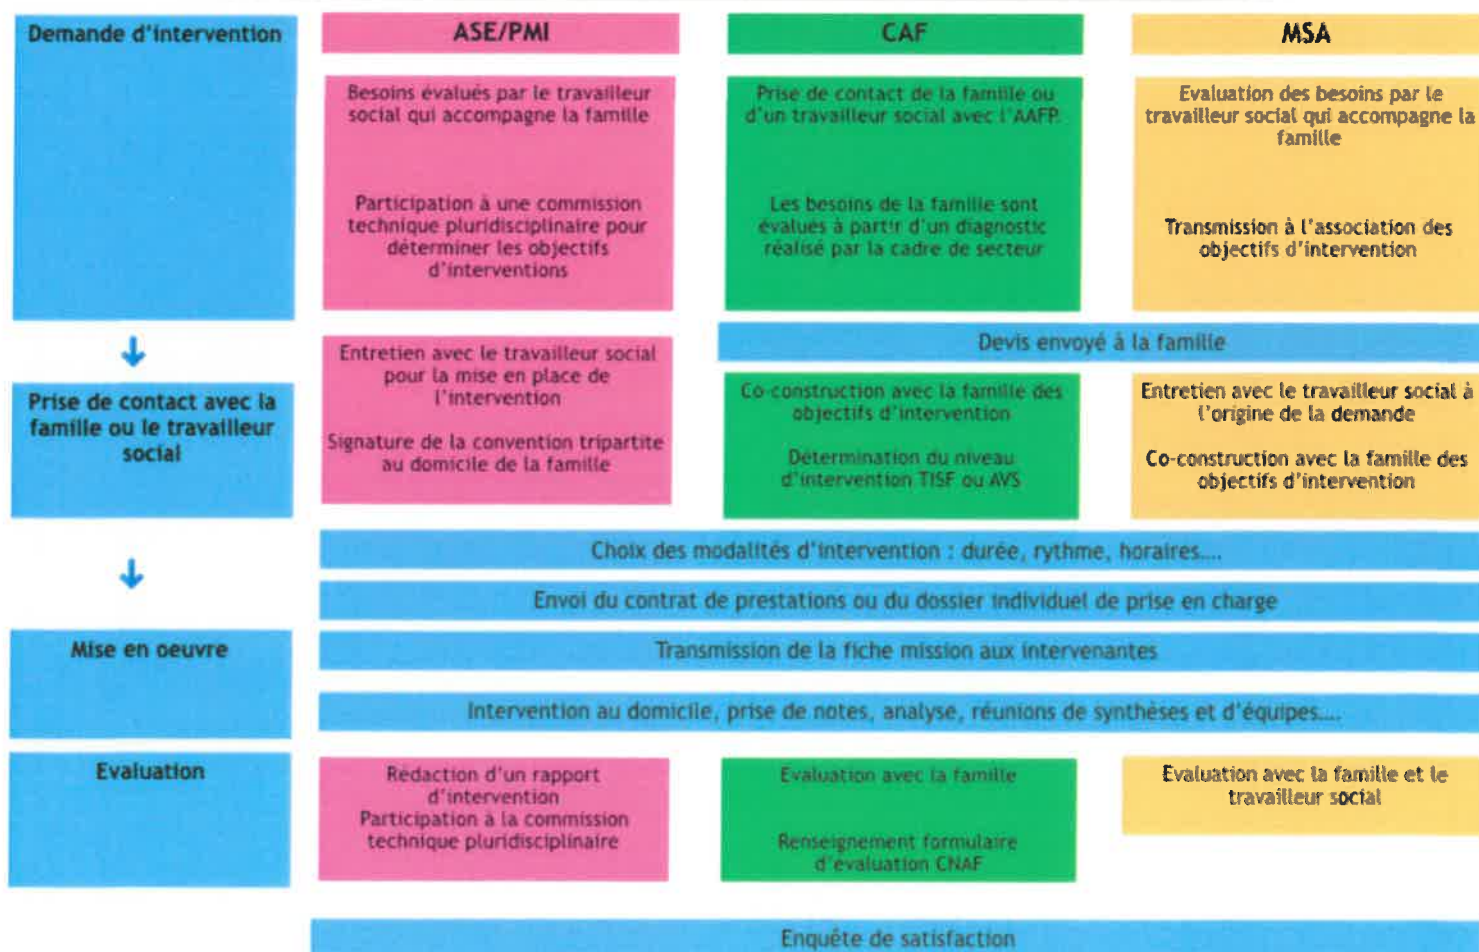 Demande d'intervention
ASE/PMI
CAF
MSA
Besoins évalués par le travailleur
social qui accompagne la famille
Participation à une commission
technique pluridisciplinaire pour
déterminer les objectifs
d'interventions
Prise de contact de la famille ou
d'un travailleur social avec l'AAFP.
Les besoins de la famille sont
évalués à partir d'un diagnostic
réalisé par la cadre de secteur
Evaluation des besoins par le
travailleur social qui accompagne la
famille
Transmission à l'association des
objectifs d'intervention
Devis envoyé à la famille
Prise de contact avec la
famille ou le travailleur
social
Entretien avec le travailleur social
pour la mise en place de
l'intervention
Signature de la convention tripartite
au domicile de la famille
Co-construction avec la famille des
objectifs d'intervention
Détermination du niveau
d'intervention TISF ou AVS
Entretien avec le travailleur social à
l'origine de la demande
Co-construction avec la famille des
objectifs d'intervention
Choix des modalités d'intervention : durée, rythme, horaires....
Envoi du contrat de prestations ou du dossier individuel de prise en charge
Mise en oeuvre
Transmission de la fiche mission aux intervenantes
Intervention au domicile, prise de notes, analyse, réunions de synthèses et d'équipes....
Evaluation
Rédaction d'un rapport
d'intervention
Participation à la commission
technique pluridisciplinaire
Evaluation avec la famille
Renseignement formulaire
d'évaluation CNAF
Evaluation avec la famille et le
travailleur social
Enquête de satisfaction